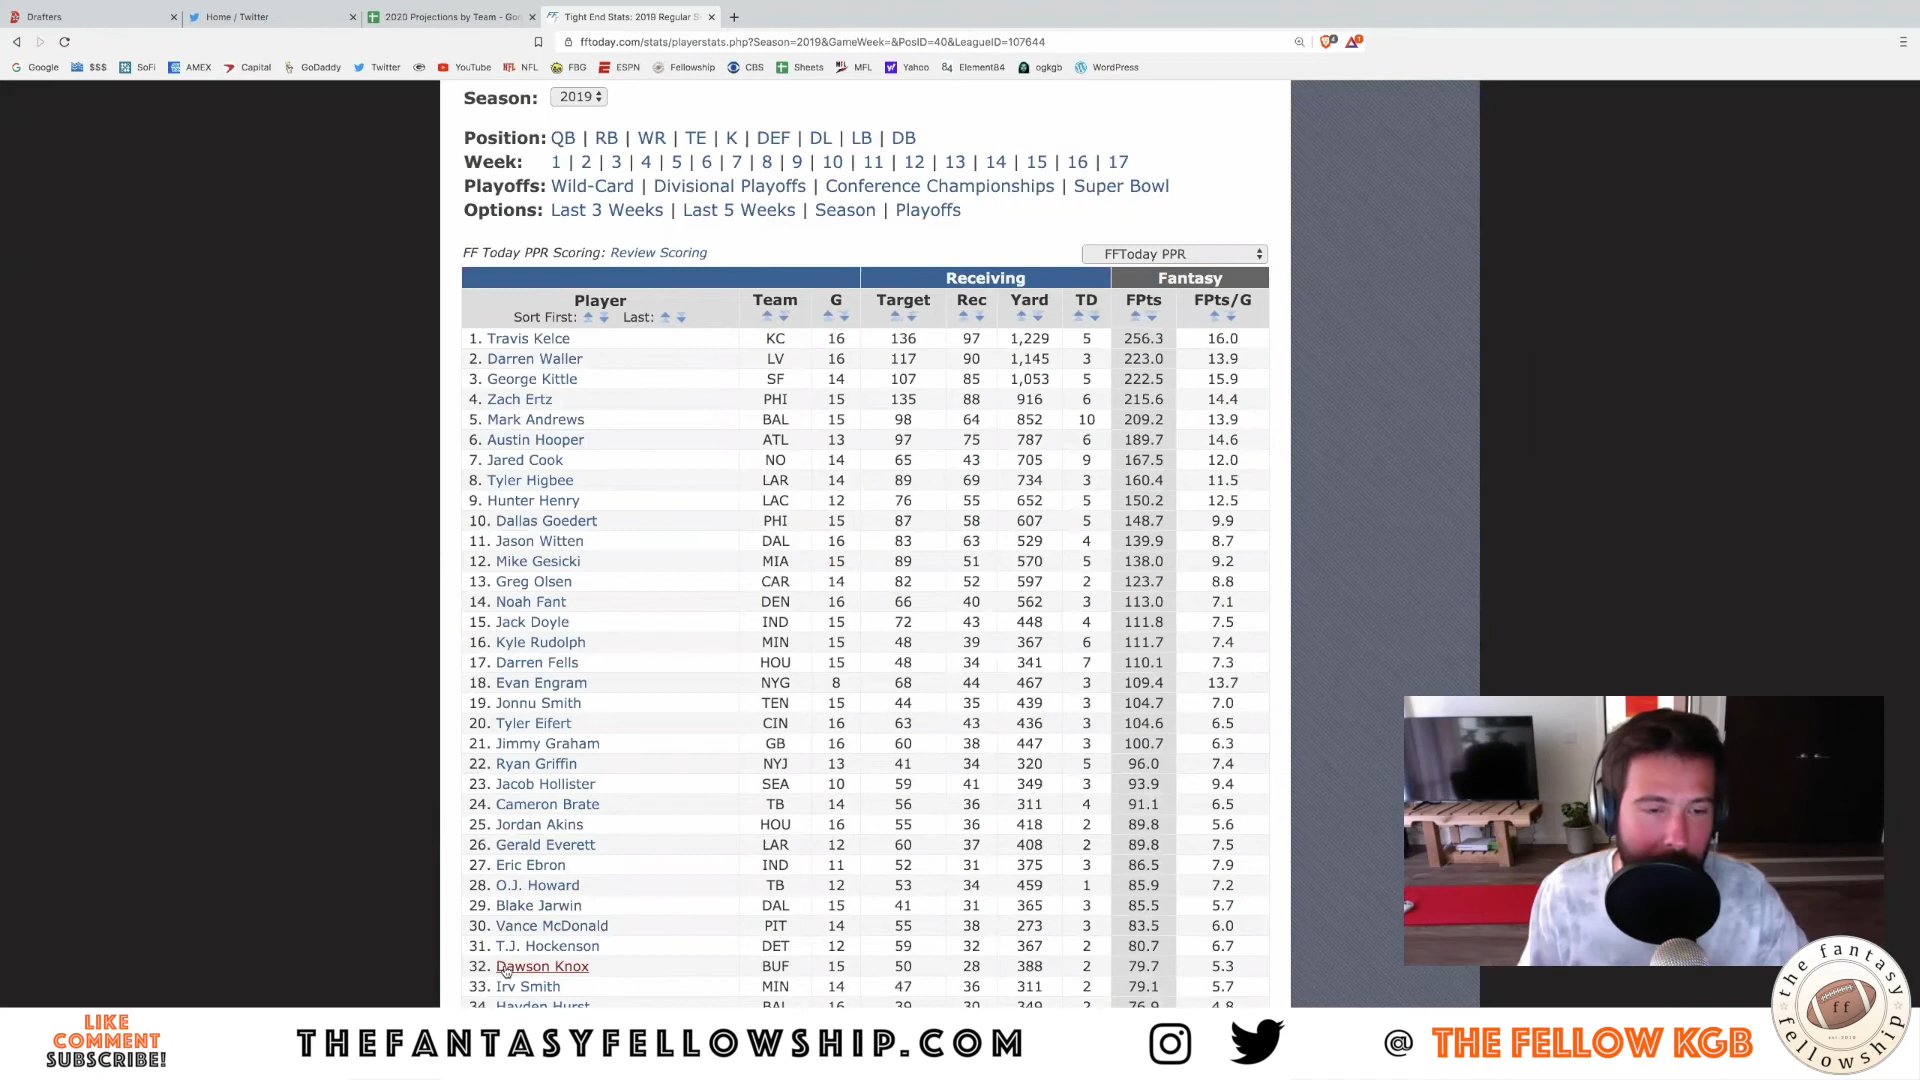 Drafters
Home / Twitter
2020 Projections by Team - Goo
Tight End Stats: 2019 Regular S
fftoday.com/stats/playerstats.php?Season=2019&GameWeek=&PosID=40&LeagueID=107644
Google $$$ SoFi AMEX Capital GoDaddy Twitter YouTube NFL FBG ESPN Fellowship CBS Sheets MFL Yahoo Element84 ogkgb WordPress
Season: 2019
Position: QB | RB | WR | TE | K | DEF | DL | LB | DB
Week: 1 | 2 | 3 | 4 | 5 | 6 | 7 | 8 | 9 | 10 | 11 | 12 | 13 | 14 | 15 | 16 | 17
Playoffs: Wild-Card | Divisional Playoffs | Conference Championships | Super Bowl
Options: Last 3 Weeks | Last 5 Weeks | Season | Playoffs
FF Today PPR Scoring: Review Scoring FFToday PPR
Receiving Fantasy
Player Team G Target Rec Yard TD FPts FPts/G
Sort First: Last:
1. Travis Kelce KC 16 136 97 1,229 5 256.3 16.0
2. Darren Waller LV 16 117 90 1,145 3 223.0 13.9
3. George Kittle SF 14 107 85 1,053 5 222.5 15.9
4. Zach Ertz PHI 15 135 88 916 6 215.6 14.4
5. Mark Andrews BAL 15 98 64 852 10 209.2 13.9
6. Austin Hooper ATL 13 97 75 787 6 189.7 14.6
7. Jared Cook NO 14 65 43 705 9 167.5 12.0
8. Tyler Higbee LAR 14 89 69 734 3 160.4 11.5
9. Hunter Henry LAC 12 76 55 652 5 150.2 12.5
10. Dallas Goedert PHI 15 87 58 607 5 148.7 9.9
11. Jason Witten DAL 16 83 63 529 4 139.9 8.7
12. Mike Gesicki MIA 15 89 51 570 5 138.0 9.2
13. Greg Olsen CAR 14 82 52 597 2 123.7 8.8
14. Noah Fant DEN 16 66 40 562 3 113.0 7.1
15. Jack Doyle IND 15 72 43 448 4 111.8 7.5
16. Kyle Rudolph MIN 15 48 39 367 6 111.7 7.4
17. Darren Fells HOU 15 48 34 341 7 110.1 7.3
18. Evan Engram NYG 8 68 44 467 3 109.4 13.7
19. Jonnu Smith TEN 15 44 35 439 3 104.7 7.0
20. Tyler Eifert CIN 16 63 43 436 3 104.6 6.5
21. Jimmy Graham GB 16 60 38 447 3 100.7 6.3
22. Ryan Griffin NYJ 13 41 34 320 5 96.0 7.4
23. Jacob Hollister SEA 10 59 41 349 3 93.9 9.4
24. Cameron Brate TB 14 56 36 311 4 91.1 6.5
25. Jordan Akins HOU 16 55 36 418 2 89.8 5.6
26. Gerald Everett LAR 12 60 37 408 2 89.8 7.5
27. Eric Ebron IND 11 52 31 375 3 86.5 7.9
28. O.J. Howard TB 12 53 34 459 1 85.9 7.2
29. Blake Jarwin DAL 15 41 31 365 3 85.5 5.7
30. Vance McDonald PIT 14 55 38 273 3 83.5 6.0
31. T.J. Hockenson DET 12 59 32 367 2 80.7 6.7
32. Dawson Knox BUF 15 50 28 388 2 79.7 5.3
33. Irv Smith MIN 14 47 36 311 2 79.1 5.7
34. Hayden Hurst BAL 16 39 30 349 2 76.9 4.8
LIKE
COMMENT
SUBSCRIBE!
THEFANTASYFELLOWSHIP.COM
@ THE FELLOW KGB
the fantasy
ff
fellowship